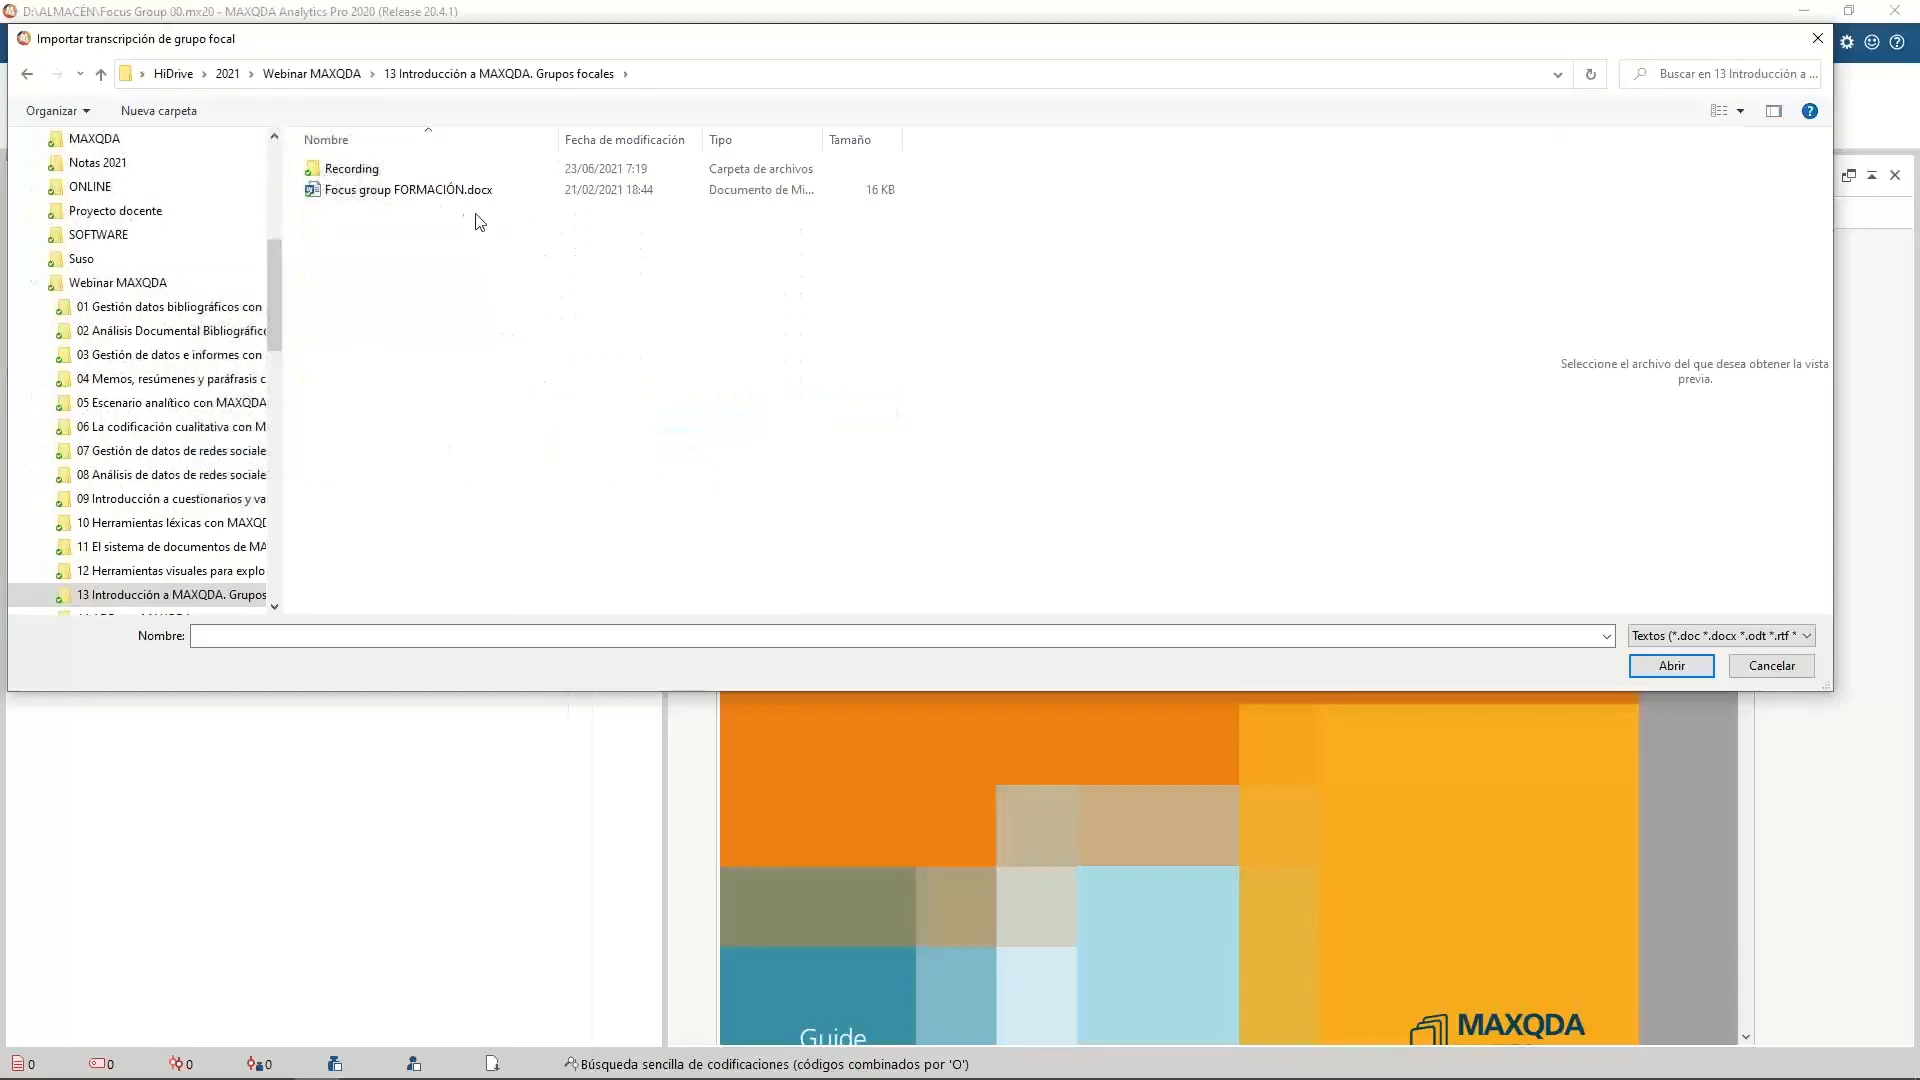 D:\ALMACÉN\Focus Group 00.mx20 - MAXQDA Analytics Pro 2020 (Release 20.4.1)
Importar transcripción de grupo focal
HiDrive › 2021 › Webinar MAXQDA › 13 Introducción a MAXQDA. Grupos focales ›
Buscar en 13 Introducción a ...
Organizar
Nueva carpeta
Nombre Fecha de modificación Tipo Tamaño
Recording 23/06/2021 7:19 Carpeta de archivos
Focus group FORMACIÓN.docx 21/02/2021 18:44 Documento de Mi... 16 KB
MAXQDA
Notas 2021
ONLINE
Proyecto docente
SOFTWARE
Suso
Webinar MAXQDA
01 Gestión datos bibliográficos con
02 Análisis Documental Bibliográfic
03 Gestión de datos e informes con
04 Memos, resúmenes y paráfrasis c
05 Escenario analítico con MAXQDA
06 La codificación cualitativa con M
07 Gestión de datos de redes sociale
08 Análisis de datos de redes sociale
09 Introducción a cuestionarios y va
10 Herramientas léxicas con MAXQD
11 El sistema de documentos de MA
12 Herramientas visuales para explo
13 Introducción a MAXQDA. Grupos
Seleccione el archivo del que desea obtener la vista
previa.
Nombre:
Textos (*.doc *.docx *.odt *.rtf *
Abrir
Cancelar
Guide
MAXQDA
0 0 0 0
Búsqueda sencilla de codificaciones (códigos combinados por 'O')